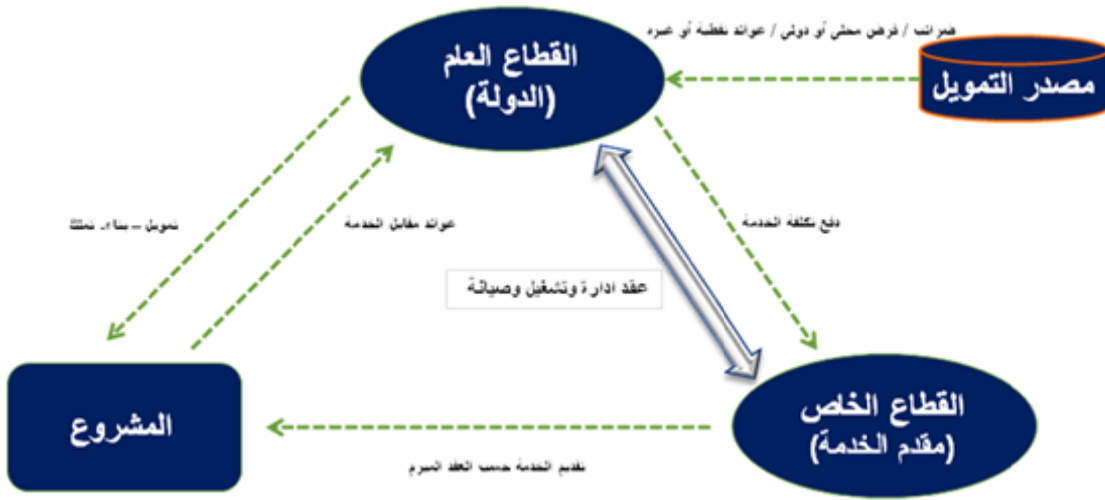 ضرائب / قرض محلي أو دولي / عوائد نفطية أو غيره
القطاع العام
(الدولة)
مصدر التمويل
تمويل – بناء- تملك
عوائد مقابل الخدمة
دفع تكلفة الخدمة
عقد ادارة وتشغيل وصيانة
المشروع
القطاع الخاص
(مقدم الخدمة)
تقديم الخدمة حسب العقد المبرم